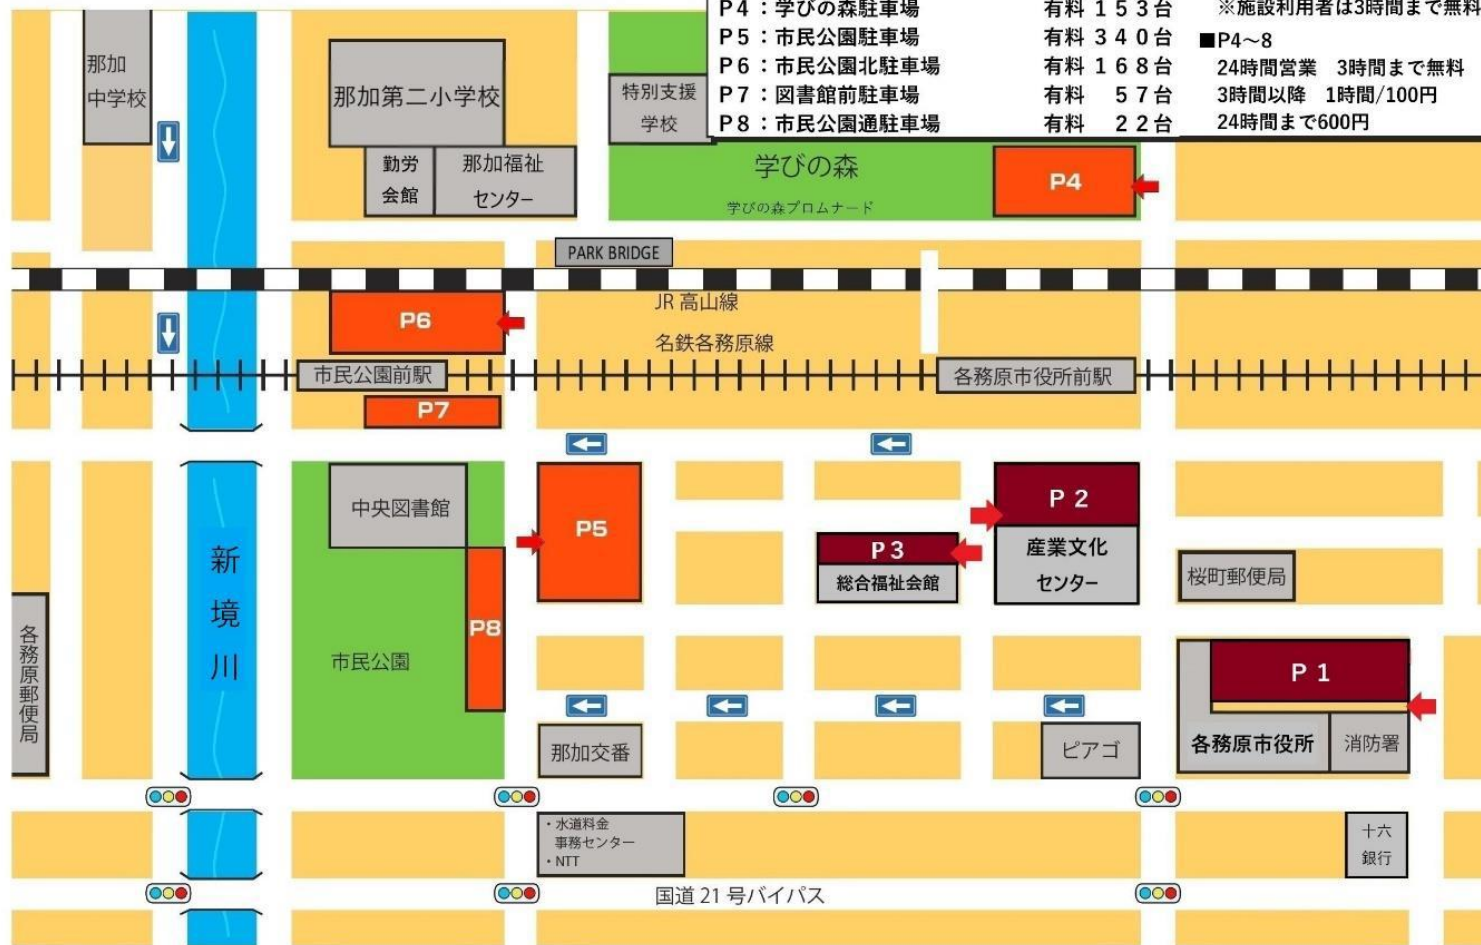 P4：学びの森駐車場 有料 153台
※施設利用者は3時間まで無料
P5：市民公園駐車場 有料 340台
■P4～8
P6：市民公園北駐車場 有料 168台
24時間営業 3時間まで無料
P7：図書館前駐車場 有料 57台
3時間以降 1時間/100円
P8：市民公園通駐車場 有料 22台
24時間まで600円
那加
中学校
那加第二小学校
特別支援
学校
勤労
会館
那加福祉
センター
学びの森
学びの森プロムナード
P4
PARK BRIDGE
JR 高山線
P6
名鉄各務原線
市民公園前駅
各務原市役所前駅
P7
中央図書館
P5
P 2
産業文化
センター
P 3
総合福祉会館
桜町郵便局
新
境
川
各務原郵便局
市民公園
P8
P 1
那加交番
ピアゴ
各務原市役所
消防署
・水道料金
事務センター
・NTT
十六
銀行
国道 21 号バイパス